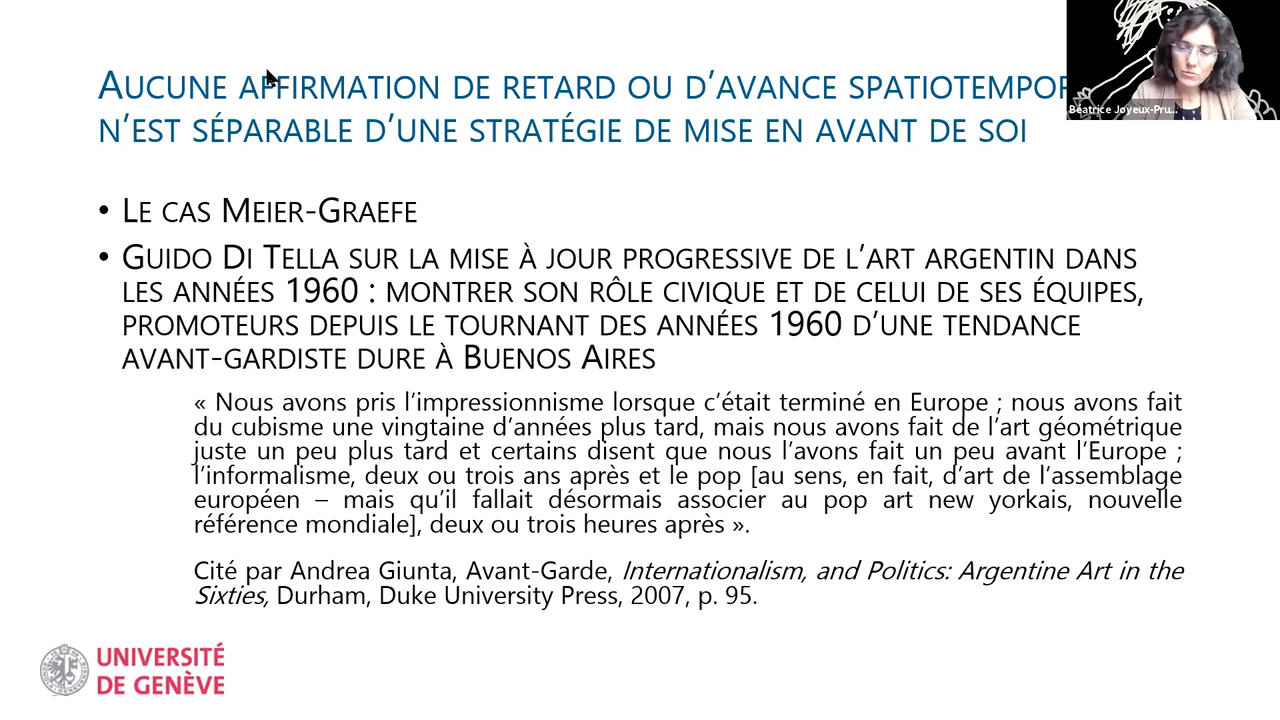 AUCUNE AFFIRMATION DE RETARD OU D'AVANCE
N'EST SÉPARABLE D'UNE STRATÉGIE DE MISE EN AVANT DE SOI
Béatrice Joyeux-Pru...
• LE CAS MEIER-GRAEFE
• GUIDO DI TELLA SUR LA MISE À JOUR PROGRESSIVE DE L'ART ARGENTIN DANS
LES ANNÉES 1960 : MONTRER SON RÔLE CIVIQUE ET DE CELUI DE SES ÉQUIPES,
PROMOTEURS DEPUIS LE TOURNANT DES ANNÉES 1960 D'UNE TENDANCE
AVANT-GARDISTE DURE À BUENOS AIRES
« Nous avons pris l'impressionnisme lorsque c'était terminé en Europe ; nous avons fait
du cubisme une vingtaine d'années plus tard, mais nous avons fait de l'art géométrique
juste un peu plus tard et certains disent que nous l'avons fait un peu avant l'Europe ;
l'informalisme, deux ou trois ans après et le pop [au sens, en fait, d'art de l'assemblage
européen – mais qu'il fallait désormais associer au pop art new yorkais, nouvelle
référence mondiale], deux ou trois heures après ».
Cité par Andrea Giunta, Avant-Garde, Internationalism, and Politics: Argentine Art in the
Sixties, Durham, Duke University Press, 2007, p. 95.
UNIVERSITÉ
DE GENÈVE